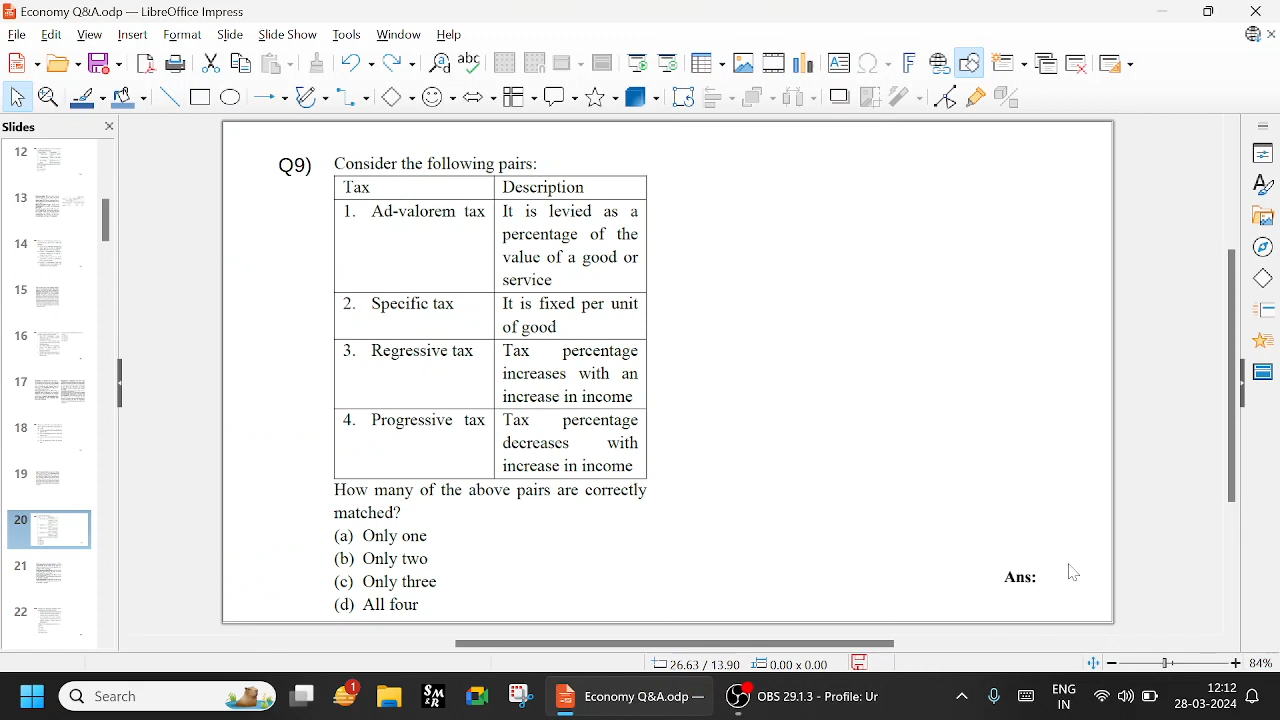 Economy Q&A.odp — LibreOffice Impress
File Edit View Insert Format Slide Slide Show Tools Window Help
Slides
12
13
14
15
16
17
18
19
20
21
22
Q9) Consider the following pairs:
Tax Description
1. Ad-valorem tax It is levied as a
percentage of the
value of a good or
service
2. Specific tax It is fixed per unit
of good
3. Regressive tax Tax percentage
increases with an
increase in income
4. Progressive tax Tax percentage
decreases with
increase in income
How many of the above pairs are correctly
matched?
(a) Only one
(b) Only two
(c) Only three
(d) All four
Ans:
26.63 / 13.90 0.00 x 0.00 84%
Search 1 Economy Q&A.odp — OBS 29.1.3 - Profile: Ur ENG 12:12
IN 28-03-2024